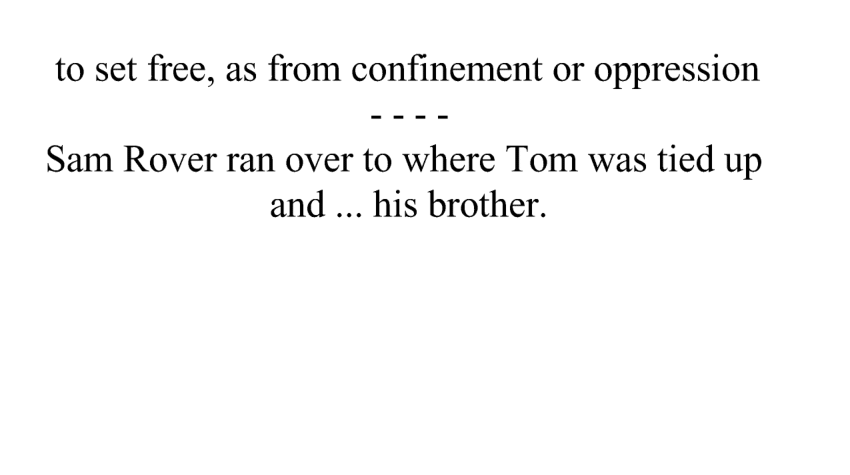 to set free, as from confinement or oppression
- - - -
Sam Rover ran over to where Tom was tied up
and ... his brother.